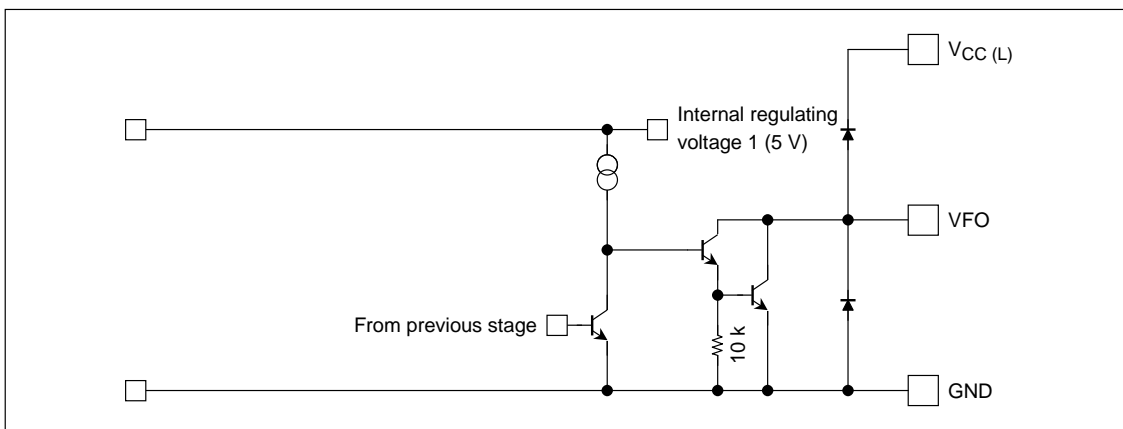 VCC (L)
Internal regulating
voltage 1 (5 V)
VFO
From previous stage
10 k
GND